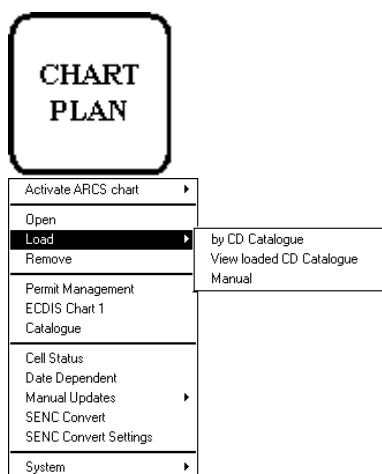 CHART
PLAN
Activate ARCS chart
Open
Load
by CD Catalogue
Remove
View loaded CD Catalogue
Manual
Permit Management
ECDIS Chart 1
Catalogue
Cell Status
Date Dependent
Manual Updates
SENC Convert
SENC Convert Settings
System